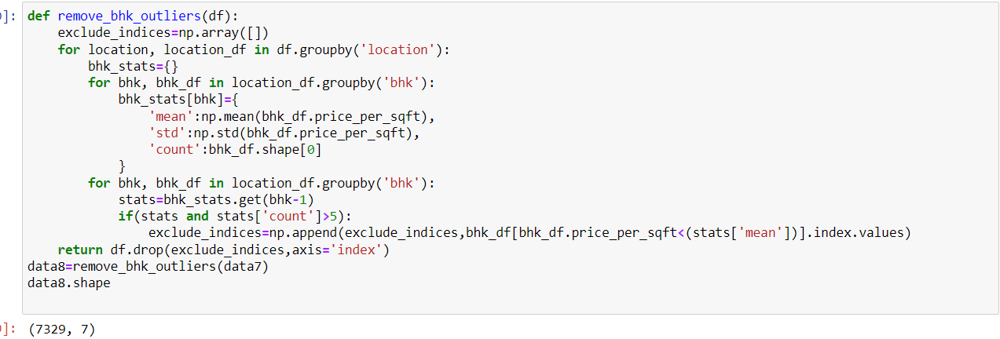 ]: def remove_bhk_outliers(df):
    exclude_indices=np.array([])
    for location, location_df in df.groupby('location'):
        bhk_stats={}
        for bhk, bhk_df in location_df.groupby('bhk'):
            bhk_stats[bhk]={
                'mean':np.mean(bhk_df.price_per_sqft),
                'std':np.std(bhk_df.price_per_sqft),
                'count':bhk_df.shape[0]
            }
        for bhk, bhk_df in location_df.groupby('bhk'):
            stats=bhk_stats.get(bhk-1)
            if(stats and stats['count']>5):
                exclude_indices=np.append(exclude_indices,bhk_df[bhk_df.price_per_sqft<(stats['mean'])].index.values)
    return df.drop(exclude_indices,axis='index')
data8=remove_bhk_outliers(data7)
data8.shape
]: (7329, 7)